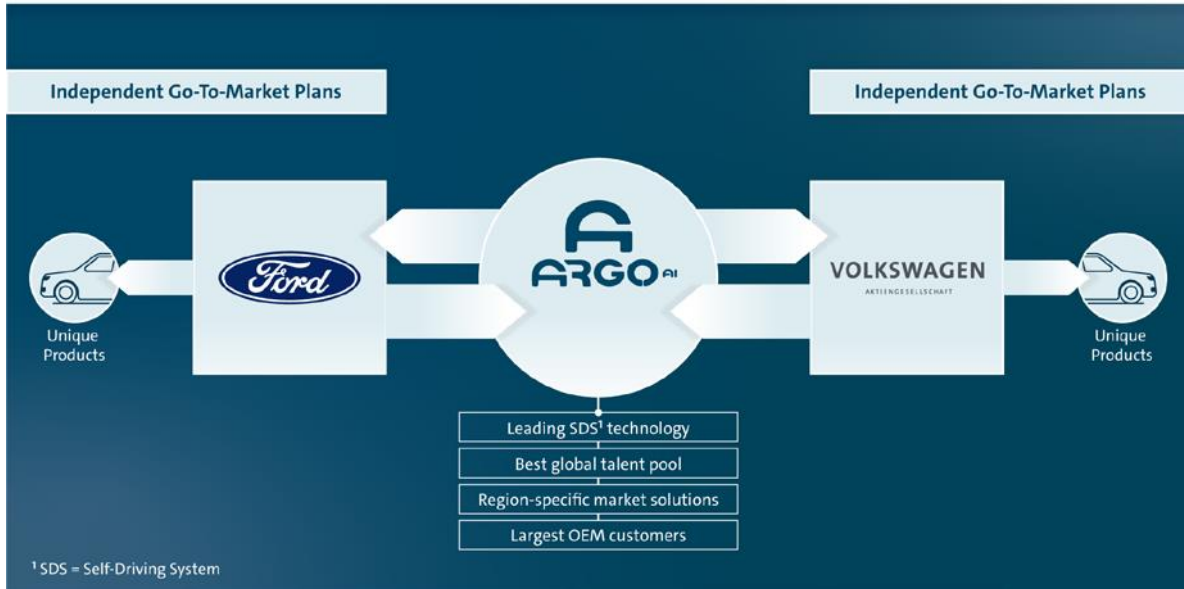 Independent Go-To-Market Plans
Independent Go-To-Market Plans
Ford
ARGO AI
VOLKSWAGEN
AKTIENGESELLSCHAFT
Unique
Products
Unique
Products
Leading SDS¹ technology
Best global talent pool
Region-specific market solutions
Largest OEM customers
¹ SDS = Self-Driving System